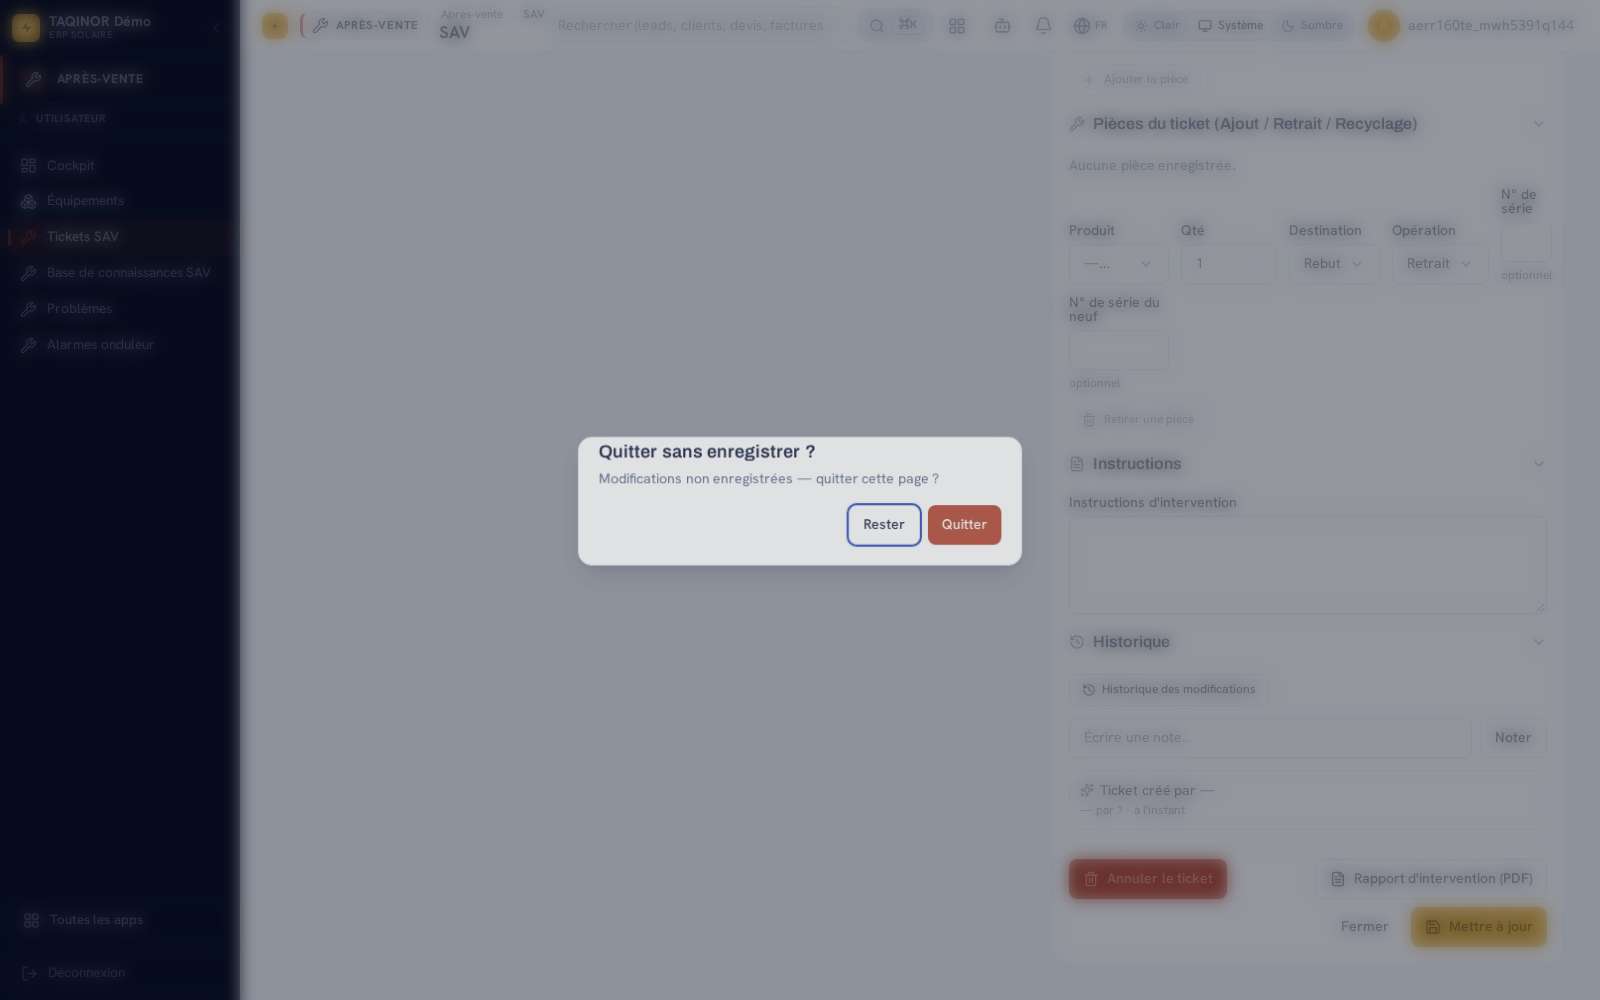 TAQINOR Démo
ERP SOLAIRE
APRÈS-VENTE
UTILISATEUR
Cockpit
Équipements
Tickets SAV
Base de connaissances SAV
Problèmes
Alarmes onduleur
Toutes les apps
Déconnexion
APRÈS-VENTE
Après-vente SAV
SAV
Rechercher (leads, clients, devis, factures
⌘K
FR
Clair
Système
Sombre
aerr160te_mwh5391q144
Ajouter la pièce
Pièces du ticket (Ajout / Retrait / Recyclage)
Aucune pièce enregistrée.
Produit
Qté
Destination
Opération
N° de série
—...
1
Rebut
Retrait
optionnel
N° de série du neuf
optionnel
Retirer une pièce
Instructions
Instructions d'intervention
Historique
Historique des modifications
Écrire une note…
Noter
Ticket créé par —
— par ? · à l'instant
Annuler le ticket
Rapport d'intervention (PDF)
Fermer
Mettre à jour
Quitter sans enregistrer ?
Modifications non enregistrées — quitter cette page ?
Rester
Quitter